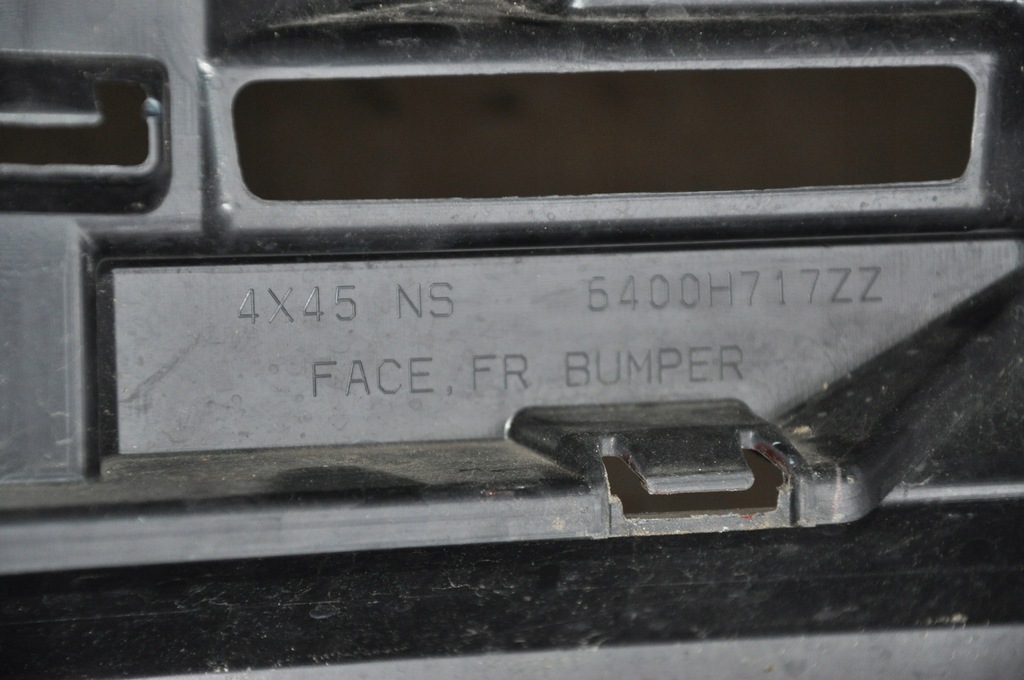 4X45 NS 6400H717ZZ
FACE, FR BUMPER